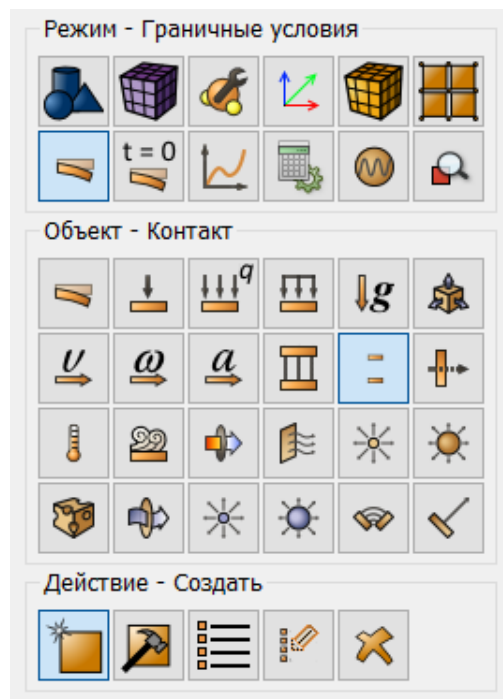 Режим - Граничные условия
t = 0
Объект - Контакт
q
g
υ ω a
Действие - Создать